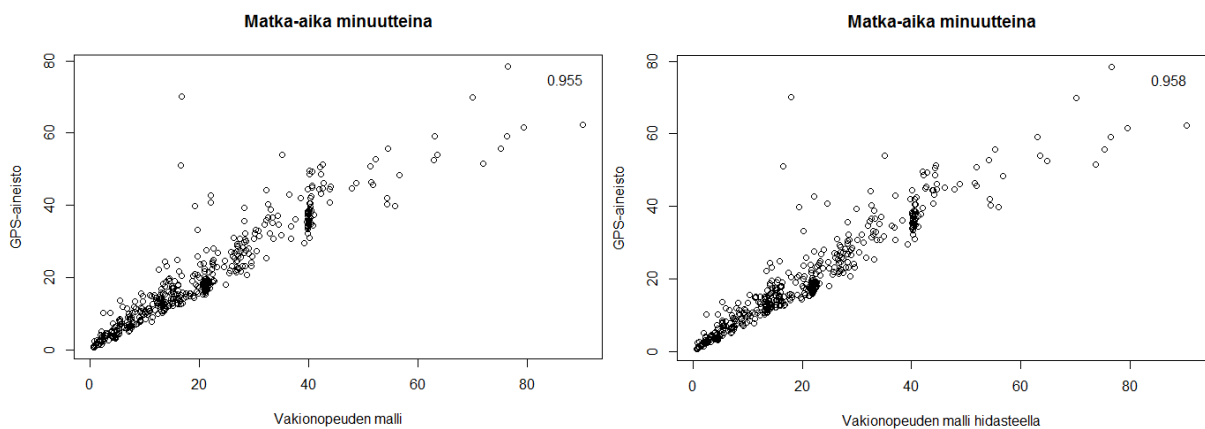 Matka-aika minuutteina
80
60
40
20
0
GPS-aineisto
0.955
0 20 40 60 80
Vakionopeuden malli
Matka-aika minuutteina
80
60
40
20
0
GPS-aineisto
0.958
0 20 40 60 80
Vakionopeuden malli hidasteella